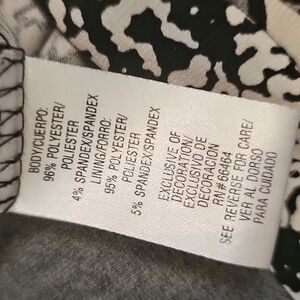 BODY/CUERPO:
96% POLYESTER/
POLIESTER
4% SPANDEX/SPANDEX
LINING/FORRO:
95% POLYESTER/
POLIESTER
5% SPANDEX/SPANDEX
EXCLUSIVE OF
DECORATION/
EXCLUSIVO DE
DECORACION
RN# 66464
SEE REVERSE FOR CARE/
VER AL DORSO
PARA CUIDADO